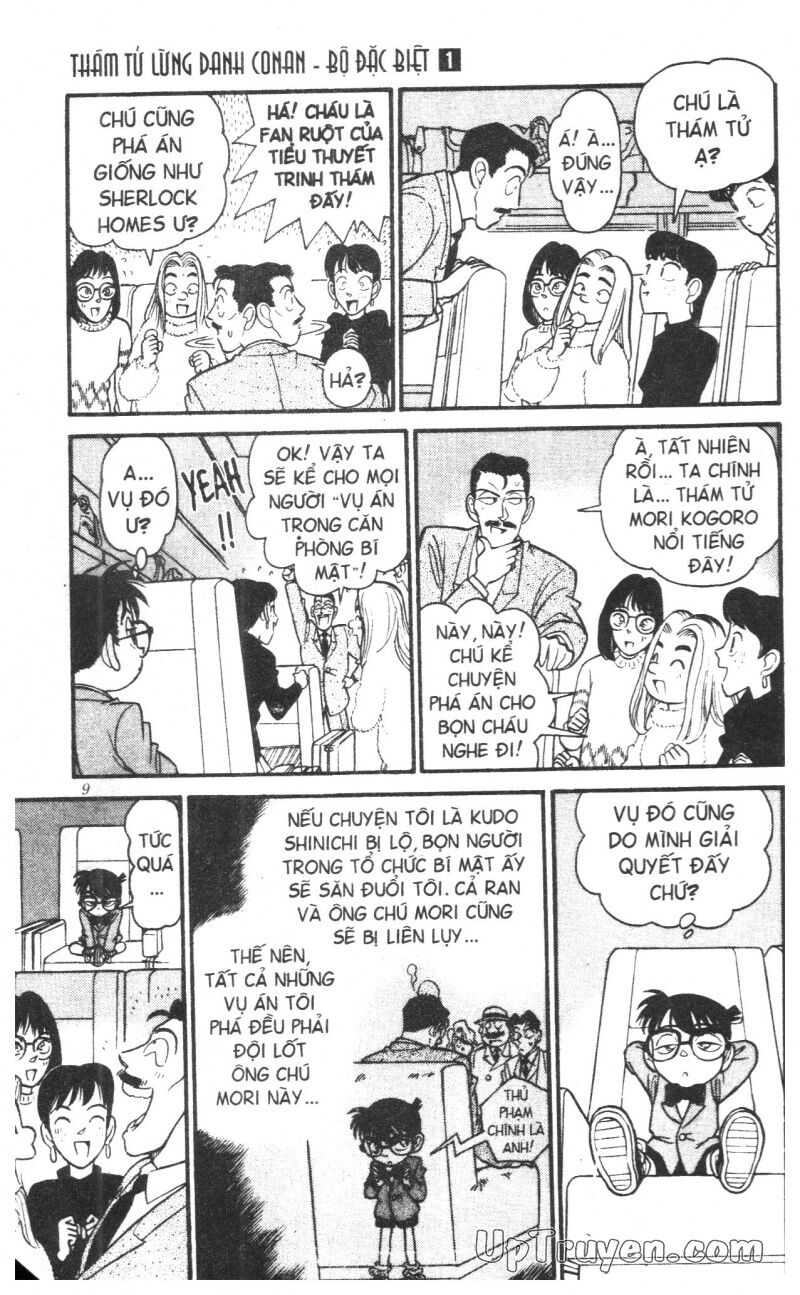 THÁM TỬ LỪNG DANH CONAN - BỘ ĐẶC BIỆT 1
CHÚ LÀ
THÁM TỬ
Ạ?
Á! À...
ĐÚNG
VẬY...
HÁ! CHÁU LÀ
FAN RUỘT CỦA
TIỂU THUYẾT
TRINH THÁM
ĐẤY!
CHÚ CŨNG
PHÁ ÁN
GIỐNG NHƯ
SHERLOCK
HOMES Ư?
HẢ?
À, TẤT NHIÊN
RỒI... TA CHÍNH
LÀ... THÁM TỬ
MORI KOGORO
NỔI TIẾNG
ĐÂY!
NÀY, NÀY!
CHÚ KỂ
CHUYỆN
PHÁ ÁN CHO
BỌN CHÁU
NGHE ĐI!
OK! VẬY TA
SẼ KỂ CHO MỌI
NGƯỜI "VỤ ÁN
TRONG CĂN
PHÒNG BÍ
MẬT"!
YEAH
!!
A...
VỤ ĐÓ
Ư?
9
VỤ ĐÓ CŨNG
DO MÌNH GIẢI
QUYẾT ĐẤY
CHỨ?
NẾU CHUYỆN TÔI LÀ KUDO
SHINICHI BỊ LỘ, BỌN NGƯỜI
TRONG TỔ CHỨC BÍ MẬT ẤY
SẼ SĂN ĐUỔI TÔI. CẢ RAN
VÀ ÔNG CHÚ MORI CŨNG
SẼ BỊ LIÊN LỤY...
THẾ NÊN,
TẤT CẢ NHỮNG
VỤ ÁN TÔI
PHÁ ĐỀU PHẢI
ĐỘI LỐT
ÔNG CHÚ
MORI NÀY...
THỦ
PHẠM
CHÍNH LÀ
ANH!
TỨC
QUÁ
...
UpTruyen.com